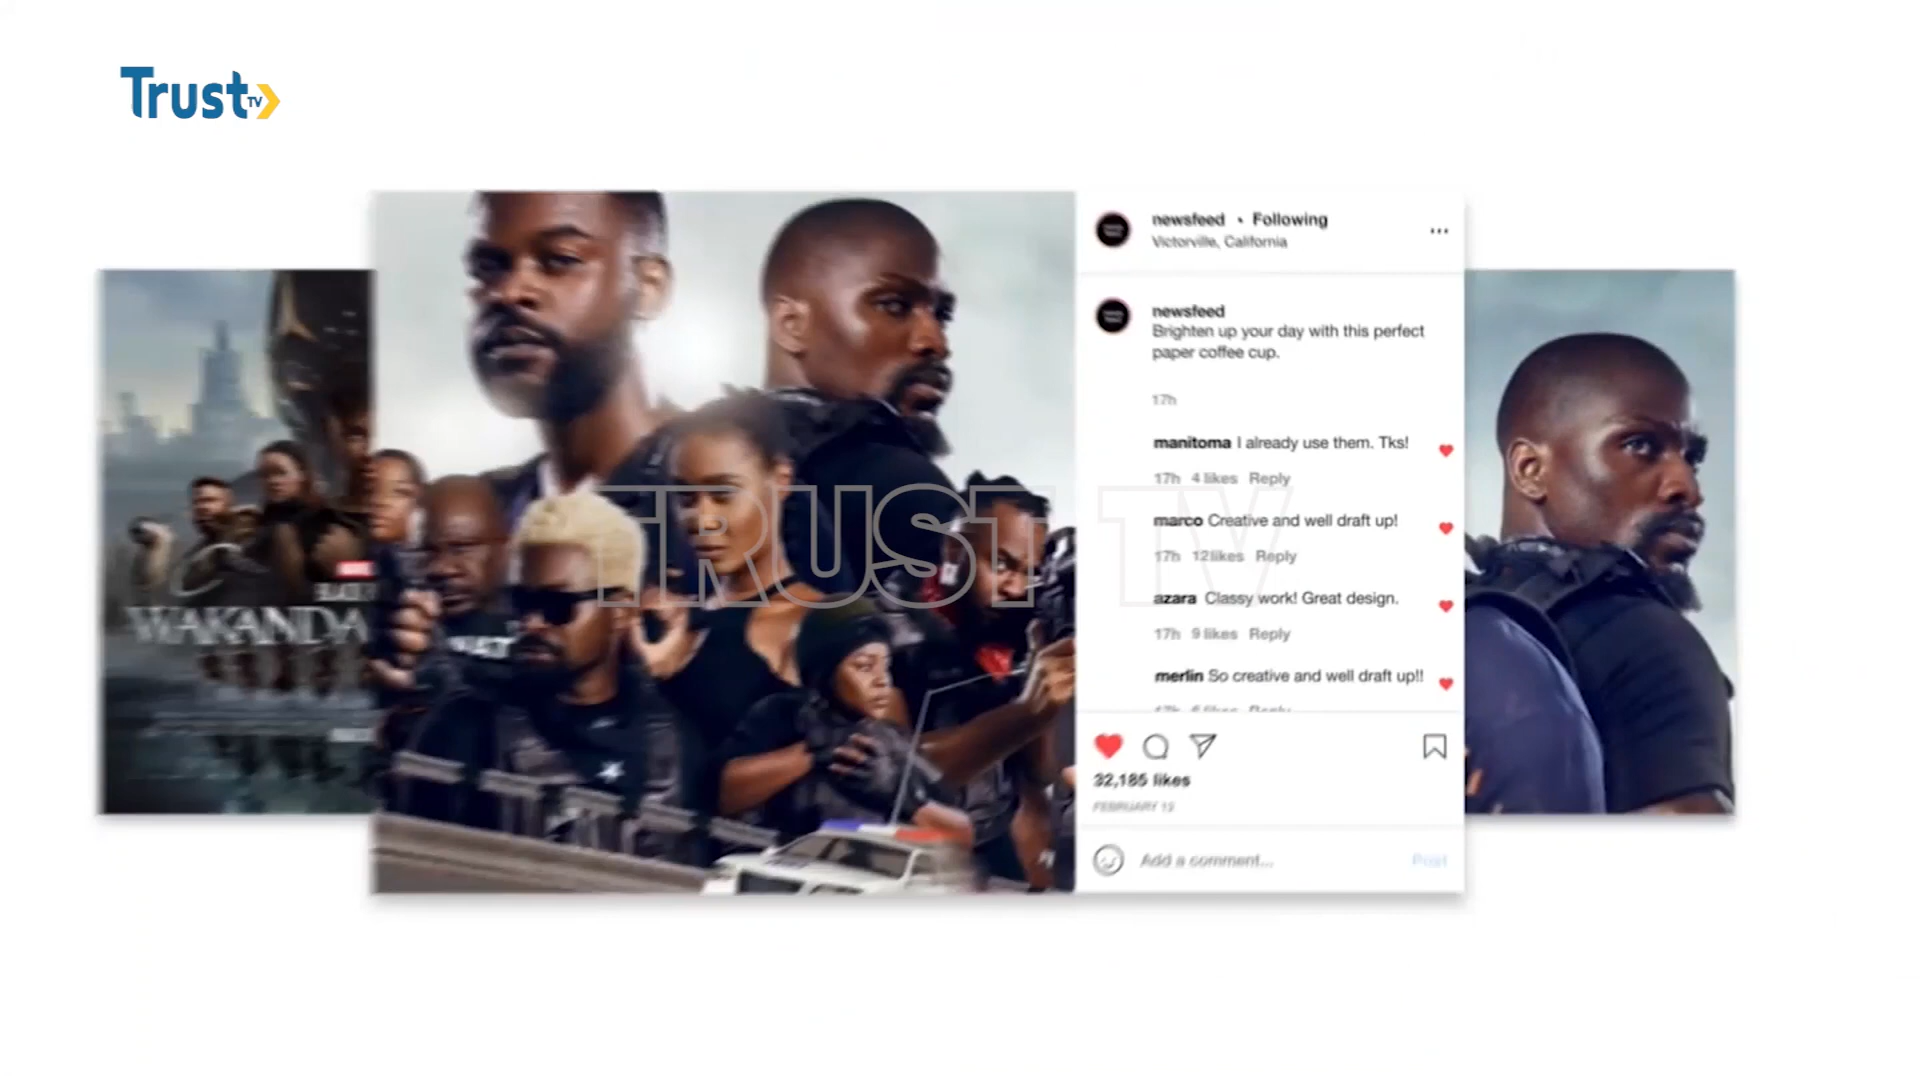 Trust TV
newsfeed • Following
Victorville, California
newsfeed
Brighten up your day with this perfect
paper coffee cup.
17h
manitoma I already use them. Tks!
17h 4 likes Reply
marco Creative and well draft up!
17h 12 likes Reply
TRUST TV
azara Classy work! Great design.
17h 9 likes Reply
merlin So creative and well draft up!!
WAKANDA
32,185 likes
Add a comment...
Post